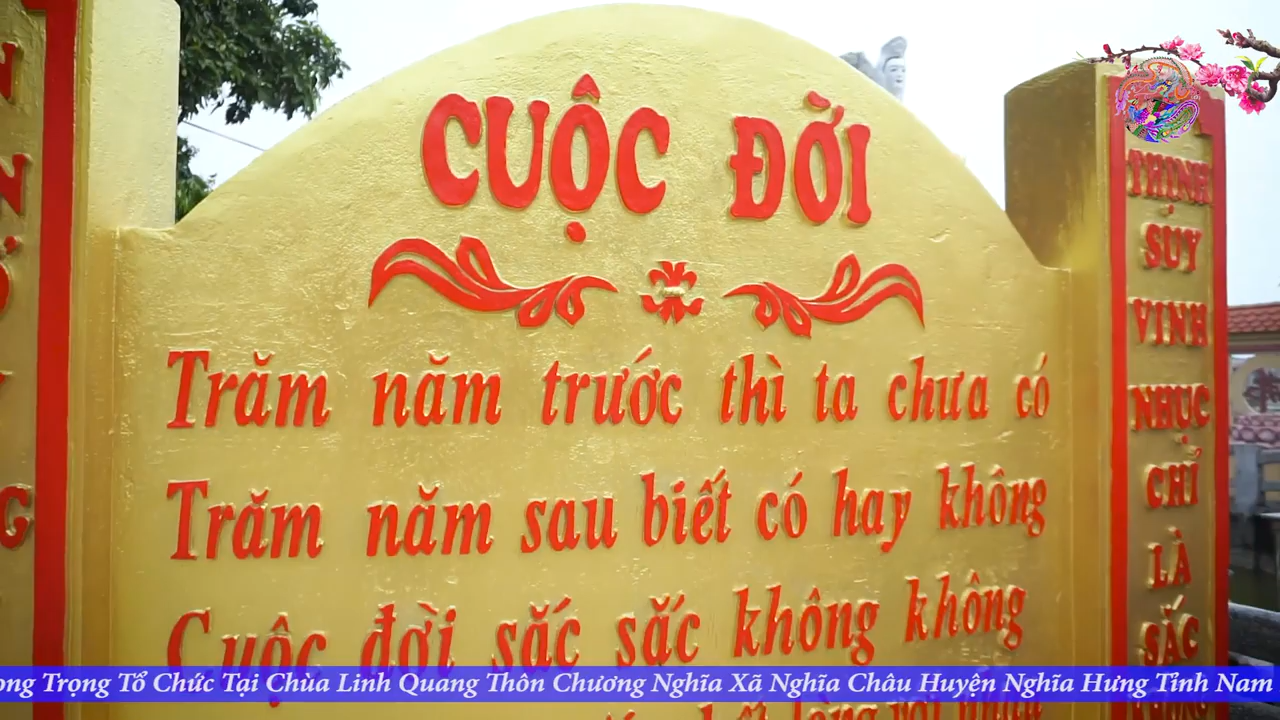 CUỘC ĐỜI
Trăm năm trước thì ta chưa có
Trăm năm sau biết có hay không
Cuộc đời sắc sắc không không
THỊNH
SUY
VINH
NHỤC
CHỈ
LÀ
SẮC
Trọng Tổ Chức Tại Chùa Linh Quang Thôn Chương Nghĩa Xã Nghĩa Châu Huyện Nghĩa Hưng Tỉnh Nam